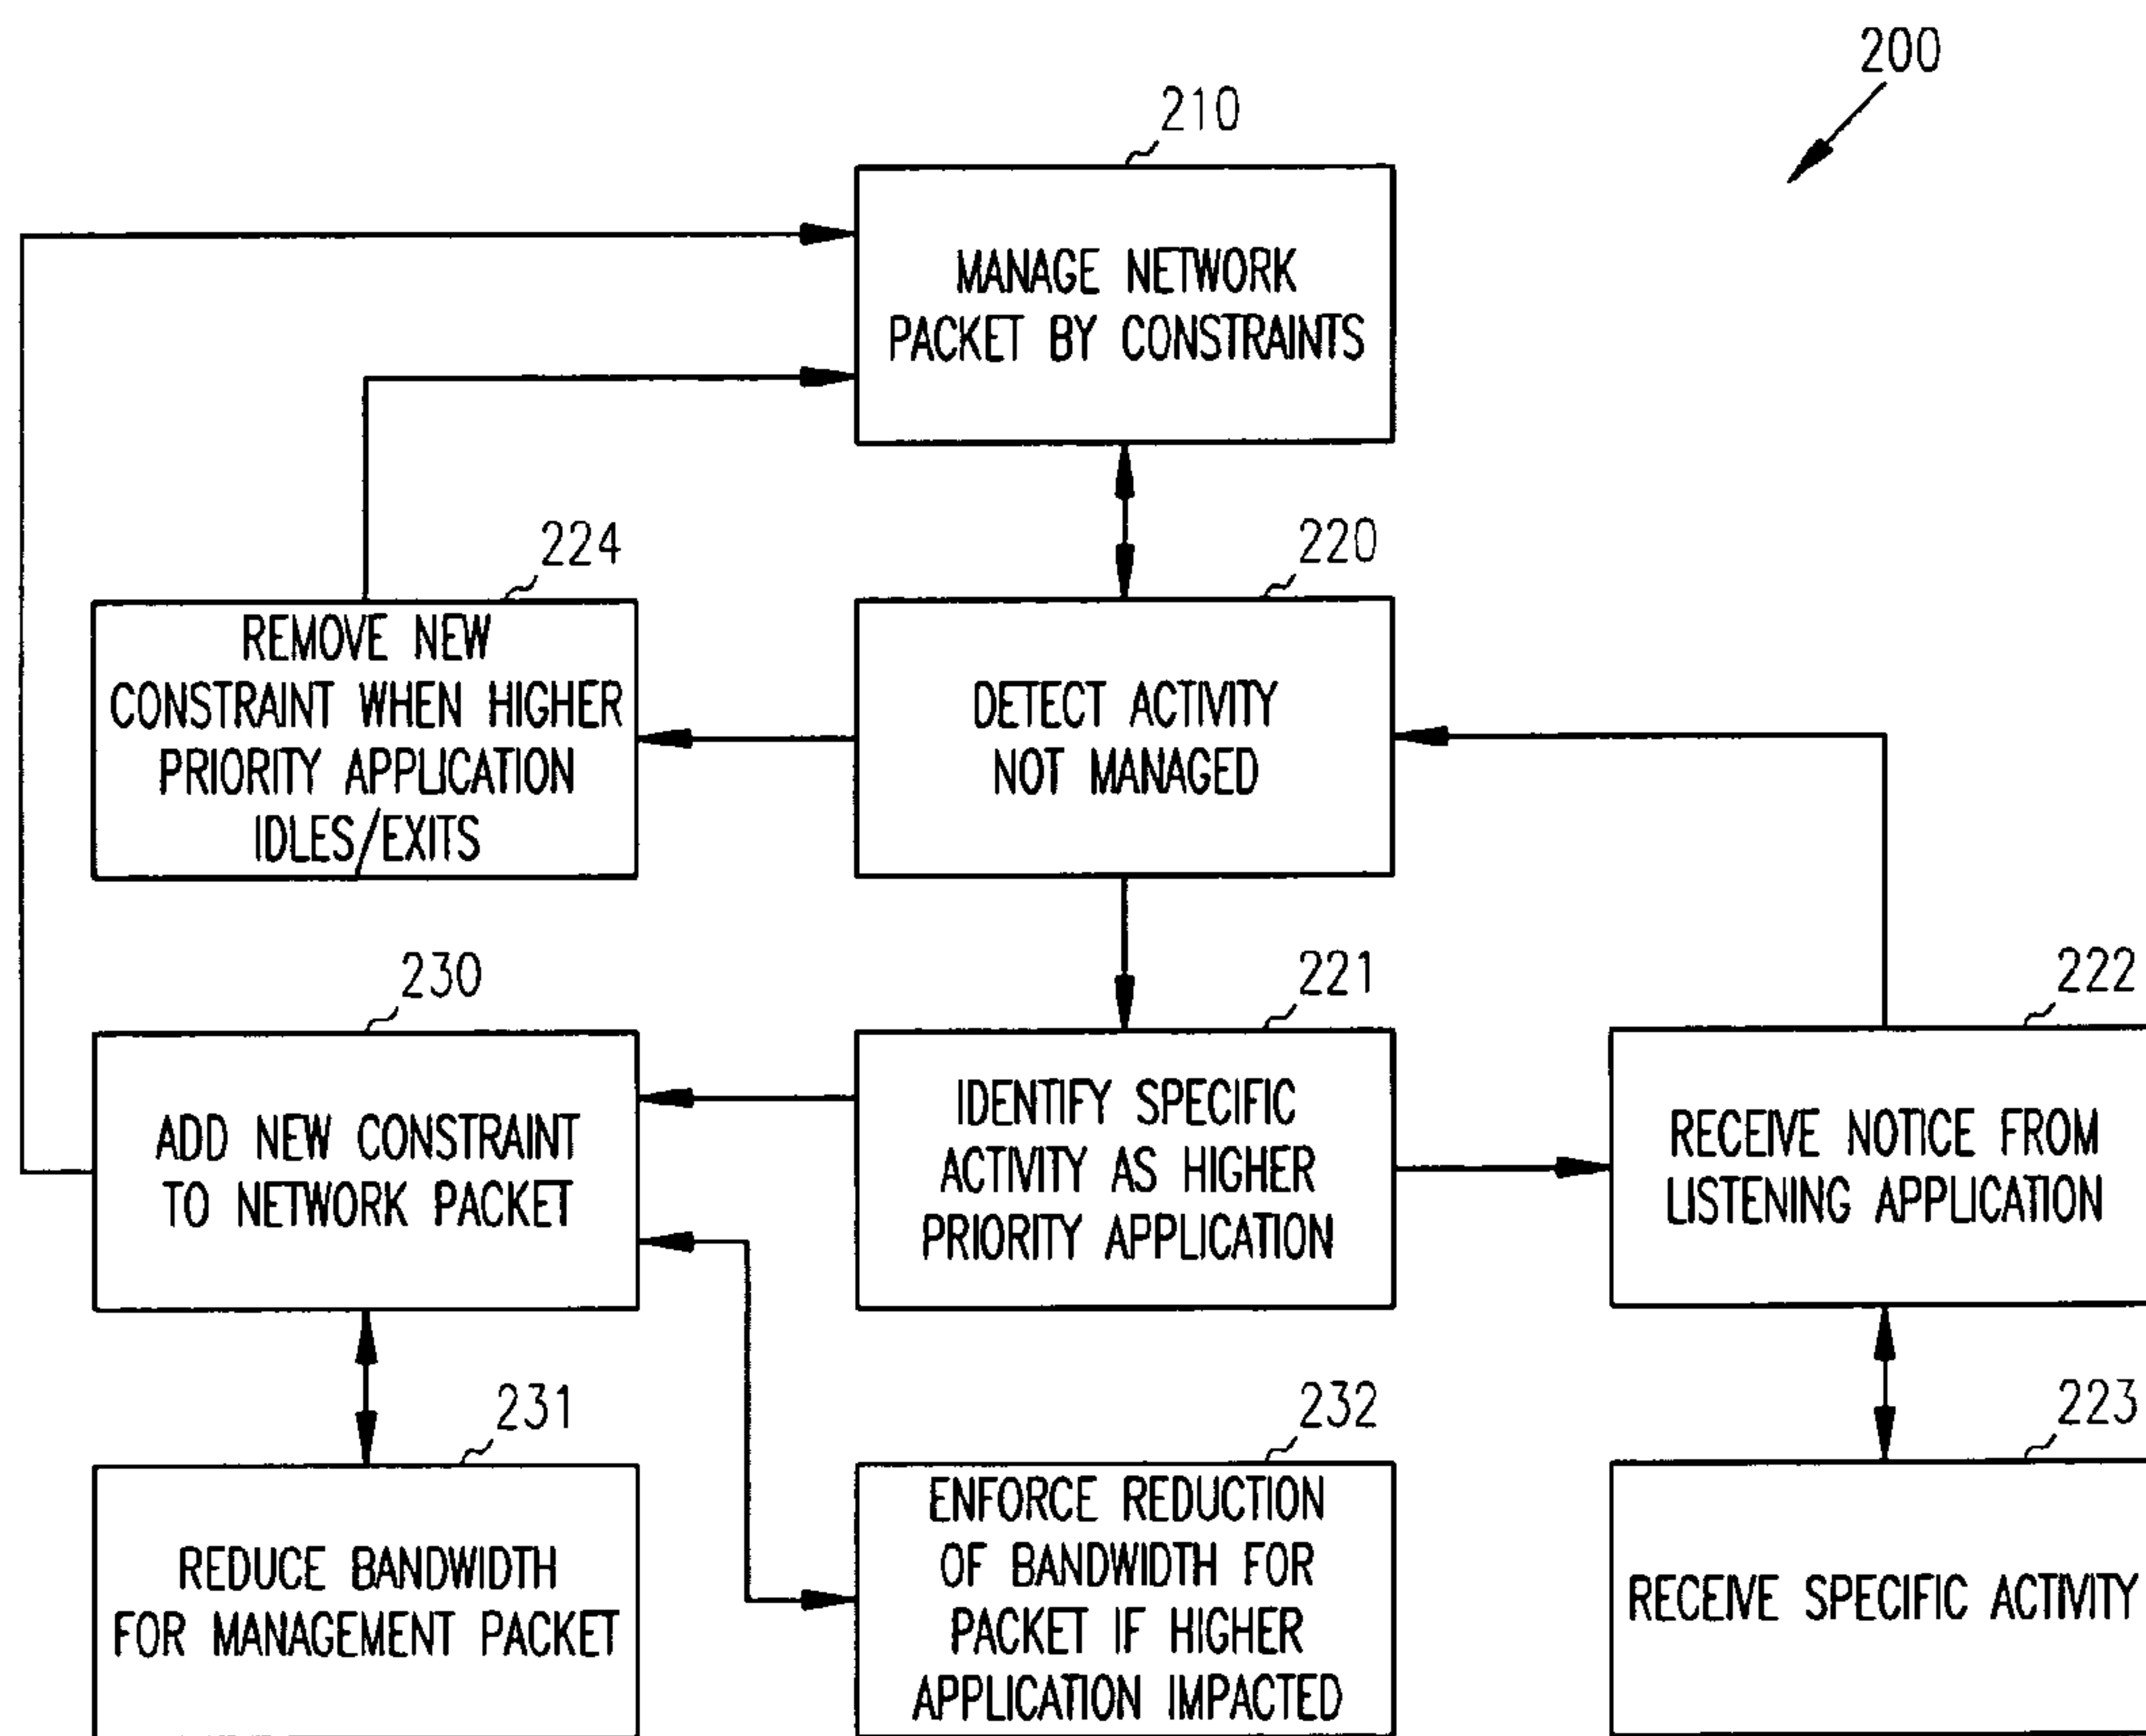 200
210
MANAGE NETWORK
PACKET BY CONSTRAINTS
224
REMOVE NEW
CONSTRAINT WHEN HIGHER
PRIORITY APPLICATION
IDLES/EXITS
220
DETECT ACTIVITY
NOT MANAGED
230
ADD NEW CONSTRAINT
TO NETWORK PACKET
221
IDENTIFY SPECIFIC
ACTIVITY AS HIGHER
PRIORITY APPLICATION
222
RECEIVE NOTICE FROM
LISTENING APPLICATION
231
REDUCE BANDWIDTH
FOR MANAGEMENT PACKET
232
ENFORCE REDUCTION
OF BANDWIDTH FOR
PACKET IF HIGHER
APPLICATION IMPACTED
223
RECEIVE SPECIFIC ACTIVITY